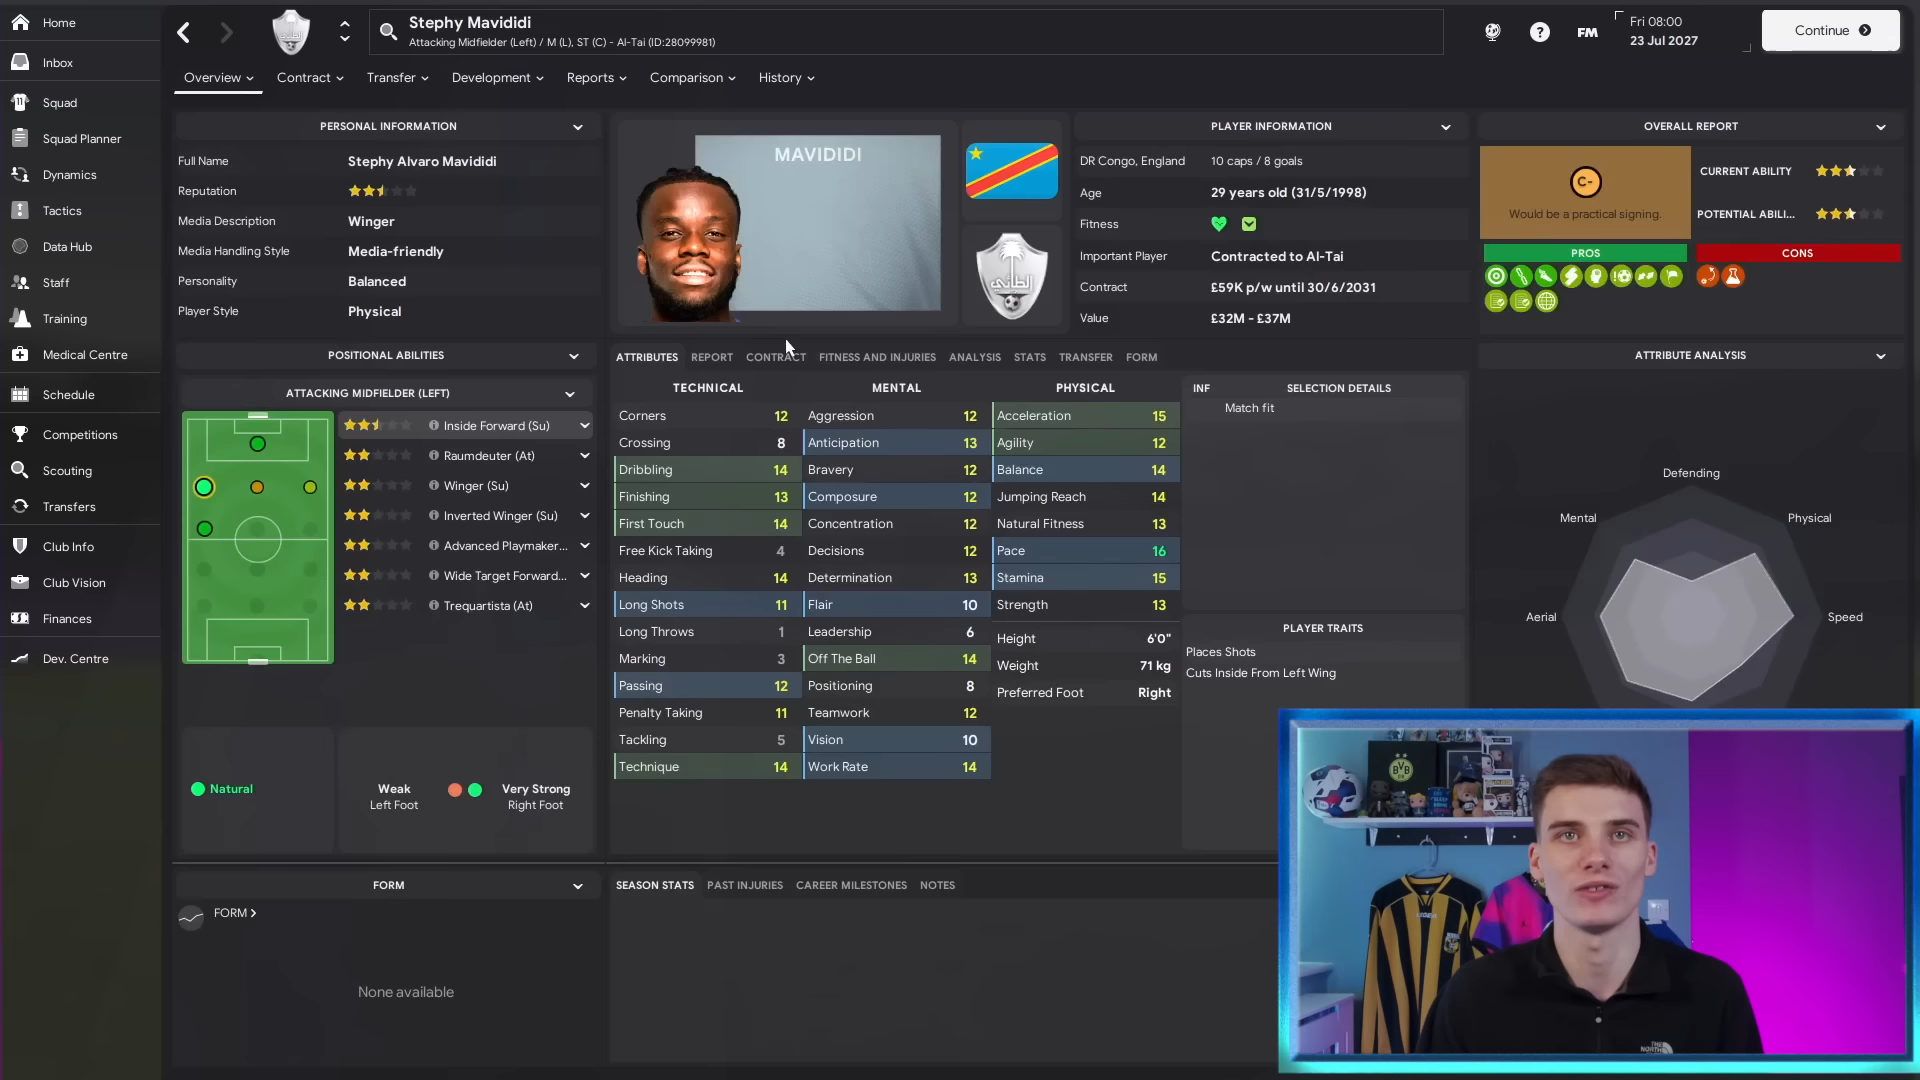 Home
Inbox
Squad
Squad Planner
Dynamics
Tactics
Data Hub
Staff
Training
Medical Centre
Schedule
Competitions
Scouting
Transfers
Club Info
Club Vision
Finances
Dev. Centre
Stephy Mavididi
Attacking Midfielder (Left) / M (L), ST (C) - Al-Tai (ID:28099981)
FM
Fri 08:00
23 Jul 2027
Continue
Overview Contract Transfer Development Reports Comparison History
PERSONAL INFORMATION
Full Name Stephy Alvaro Mavididi
Reputation
Media Description Winger
Media Handling Style Media-friendly
Personality Balanced
Player Style Physical
POSITIONAL ABILITIES
ATTACKING MIDFIELDER (LEFT)
Inside Forward (Su)
Raumdeuter (At)
Winger (Su)
Inverted Winger (Su)
Advanced Playmaker...
Wide Target Forward...
Trequartista (At)
Natural
Weak
Left Foot
Very Strong
Right Foot
FORM
FORM
None available
MAVIDIDI
الطائي
PLAYER INFORMATION
DR Congo, England 10 caps / 8 goals
Age 29 years old (31/5/1998)
Fitness
Important Player Contracted to Al-Tai
Contract £59K p/w until 30/6/2031
Value £32M - £37M
OVERALL REPORT
C-
Would be a practical signing.
CURRENT ABILITY
POTENTIAL ABILI...
PROS
CONS
ATTRIBUTES REPORT CONTRACT FITNESS AND INJURIES ANALYSIS STATS TRANSFER FORM
TECHNICAL
Corners 12
Crossing 8
Dribbling 14
Finishing 13
First Touch 14
Free Kick Taking 4
Heading 14
Long Shots 11
Long Throws 1
Marking 3
Passing 12
Penalty Taking 11
Tackling 5
Technique 14
MENTAL
Aggression 12
Anticipation 13
Bravery 12
Composure 12
Concentration 12
Decisions 12
Determination 13
Flair 10
Leadership 6
Off The Ball 14
Positioning 8
Teamwork 12
Vision 10
Work Rate 14
PHYSICAL
Acceleration 15
Agility 12
Balance 14
Jumping Reach 14
Natural Fitness 13
Pace 16
Stamina 15
Strength 13
Height 6'0"
Weight 71 kg
Preferred Foot Right
INF SELECTION DETAILS
Match fit
PLAYER TRAITS
Places Shots
Cuts Inside From Left Wing
ATTRIBUTE ANALYSIS
Defending
Mental
Physical
Aerial
Speed
SEASON STATS PAST INJURIES CAREER MILESTONES NOTES
BVB
09
THE
NORTH